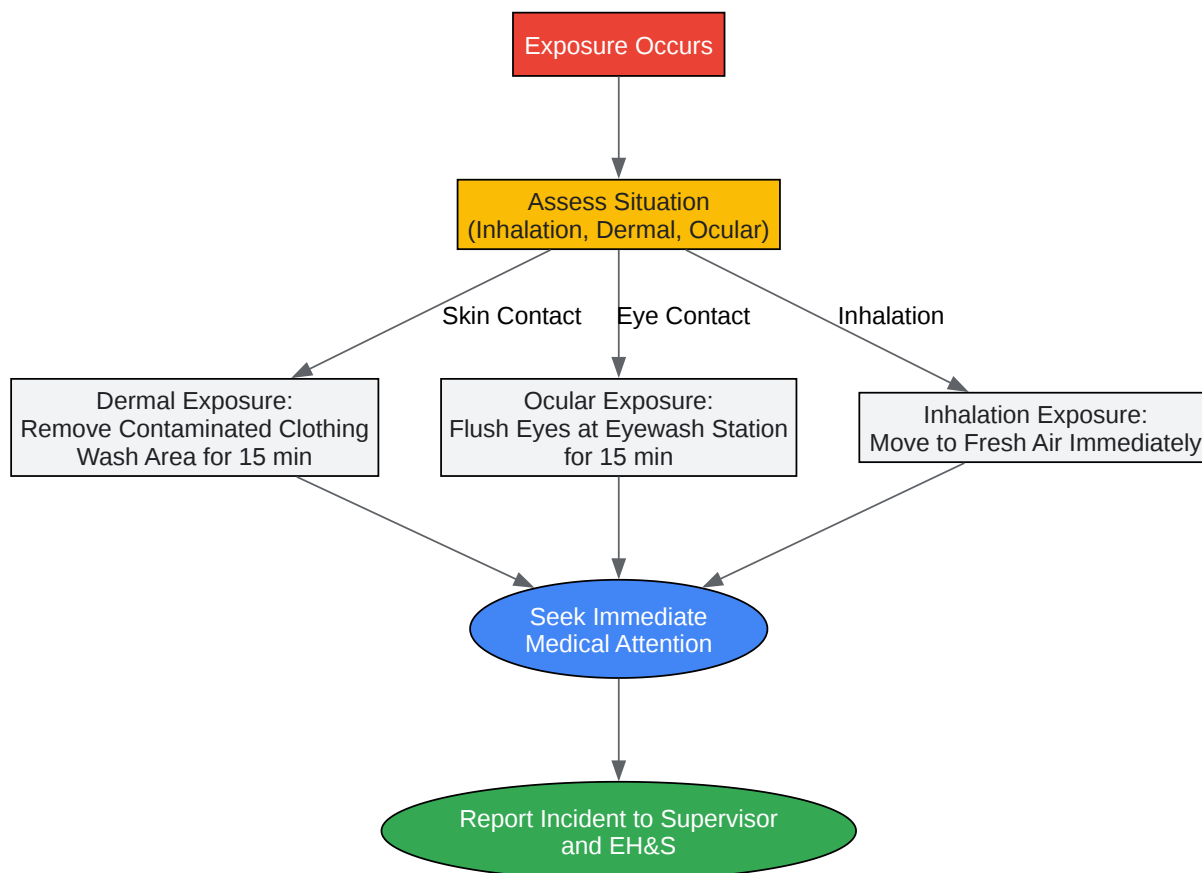 Exposure Occurs
Assess Situation
(Inhalation, Dermal, Ocular)
Skin Contact
Eye Contact
Inhalation
Dermal Exposure:
Remove Contaminated Clothing
Wash Area for 15 min
Ocular Exposure:
Flush Eyes at Eyewash Station
for 15 min
Inhalation Exposure:
Move to Fresh Air Immediately
Seek Immediate
Medical Attention
Report Incident to Supervisor
and EH&S